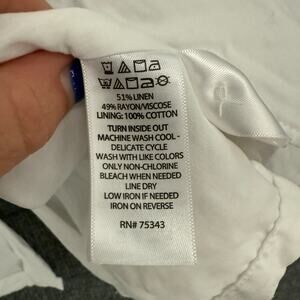 51% LINEN
49% RAYON/VISCOSE
LINING: 100% COTTON
TURN INSIDE OUT
MACHINE WASH COOL -
DELICATE CYCLE
WASH WITH LIKE COLORS
ONLY NON-CHLORINE
BLEACH WHEN NEEDED
LINE DRY
LOW IRON IF NEEDED
IRON ON REVERSE
RN# 75343